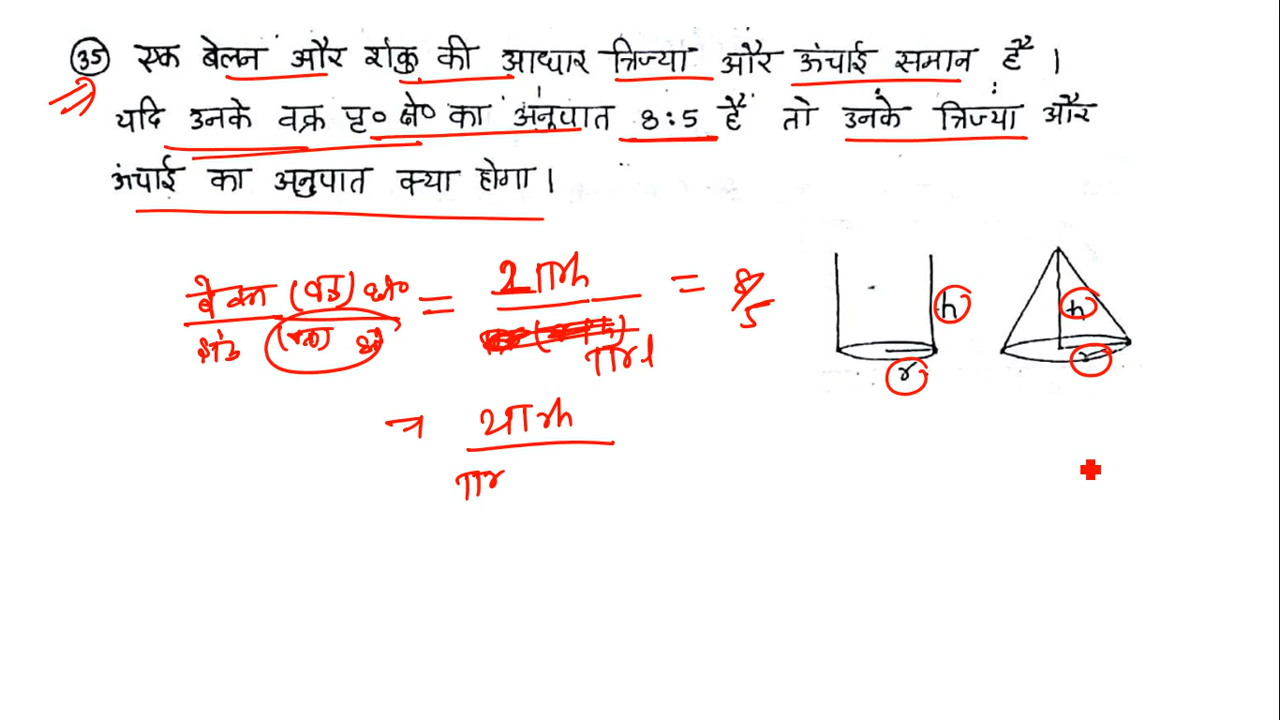 35 एक बेलन और शंकु की आधार त्रिज्या और ऊंचाई समान है ।
यदि उनके वक्र पृ० क्षे० का अनुपात 8:5 है तो उनके त्रिज्या और
ऊंचाई का अनुपात क्या होगा ।
= 2πrh / πrl = 8/5
h h
r r
→ 2πrh / πr